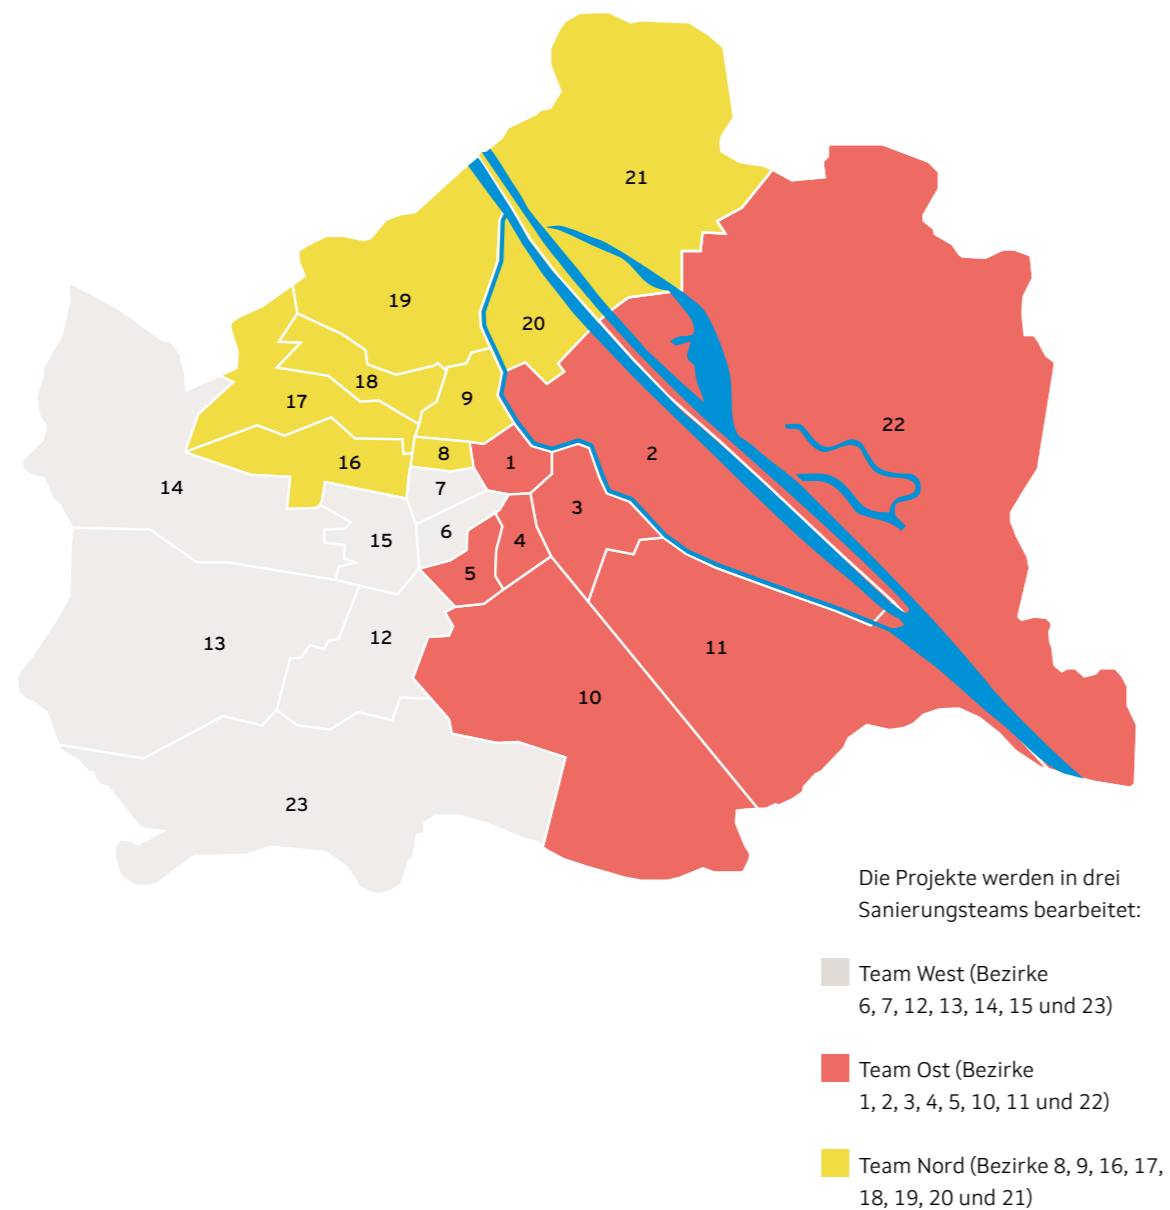 21
19
20
18
17
9
22
16
8
1
2
7
14
3
6
4
15
5
13
12
11
10
23
Die Projekte werden in drei
Sanierungsteams bearbeitet:
Team West (Bezirke
6, 7, 12, 13, 14, 15 und 23)
Team Ost (Bezirke
1, 2, 3, 4, 5, 10, 11 und 22)
Team Nord (Bezirke 8, 9, 16, 17,
18, 19, 20 und 21)